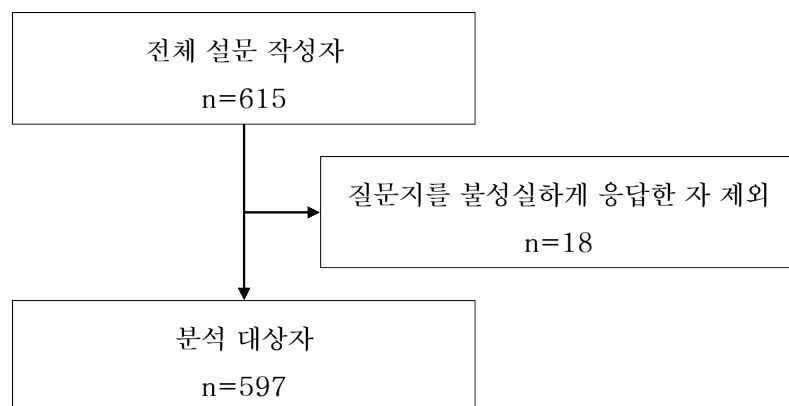 전체 설문 작성자
n=615
질문지를 불성실하게 응답한 자 제외
n=18
분석 대상자
n=597